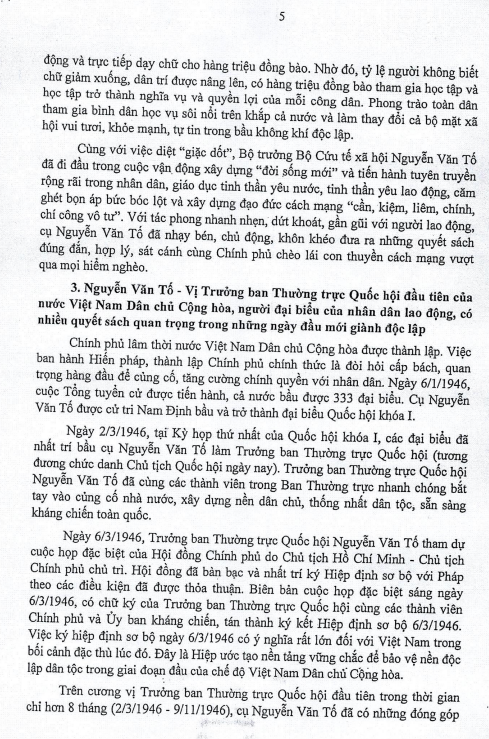 5
động và trực tiếp dạy chữ cho hàng triệu đồng bào. Nhờ đó, tỷ lệ người không biết
chữ giảm xuống, dân trí được nâng lên, có hàng triệu đồng bào tham gia học tập và
học tập trở thành nghĩa vụ và quyền lợi của mỗi công dân. Phong trào toàn dân
tham gia bình dân học vụ sôi nổi trên khắp cả nước và làm thay đổi cả bộ mặt xã
hội vui tươi, khỏe mạnh, tự tin trong bầu không khí độc lập.
Cùng với việc diệt “giặc dốt”, Bộ trưởng Bộ Cứu tế xã hội Nguyễn Văn Tố
đã đi đầu trong cuộc vận động xây dựng “đời sống mới” và tiến hành tuyên truyền
rộng rãi trong nhân dân, giáo dục tinh thần yêu nước, tinh thần yêu lao động, căm
ghét bọn áp bức bóc lột và xây dựng đạo đức cách mạng “cần, kiệm, liêm, chính,
chí công vô tư”. Với tác phong nhanh nhẹn, dứt khoát, gần gũi với người lao động,
cụ Nguyễn Văn Tố đã nhạy bén, chủ động, khôn khéo đưa ra những quyết sách
đúng đắn, hợp lý, sát cánh cùng Chính phủ chèo lái con thuyền cách mạng vượt
qua mọi hiểm nghèo.
3. Nguyễn Văn Tố - Vị Trưởng ban Thường trực Quốc hội đầu tiên của
nước Việt Nam Dân chủ Cộng hòa, người đại biểu của nhân dân lao động, có
nhiều quyết sách quan trọng trong những ngày đầu mới giành độc lập
Chính phủ lâm thời nước Việt Nam Dân chủ Cộng hòa được thành lập. Việc
ban hành Hiến pháp, thành lập Chính phủ chính thức là đòi hỏi cấp bách, quan
trọng hàng đầu để củng cố, tăng cường chính quyền với nhân dân. Ngày 6/1/1946,
cuộc Tổng tuyển cử được tiến hành, cả nước bầu được 333 đại biểu. Cụ Nguyễn
Văn Tố được cử tri Nam Định bầu và trở thành đại biểu Quốc hội khóa I.
Ngày 2/3/1946, tại Kỳ họp thứ nhất của Quốc hội khóa I, các đại biểu đã
nhất trí bầu cụ Nguyễn Văn Tố làm Trưởng ban Thường trực Quốc hội (tương
đương chức danh Chủ tịch Quốc hội ngày nay). Trưởng ban Thường trực Quốc hội
Nguyễn Văn Tố đã cùng các thành viên trong Ban Thường trực nhanh chóng bắt
tay vào củng cố nhà nước, xây dựng nền dân chủ, thống nhất dân tộc, sẵn sàng
kháng chiến toàn quốc.
Ngày 6/3/1946, Trưởng ban Thường trực Quốc hội Nguyễn Văn Tố tham dự
cuộc họp đặc biệt của Hội đồng Chính phủ do Chủ tịch Hồ Chí Minh - Chủ tịch
Chính phủ chủ trì. Hội đồng đã bàn bạc và nhất trí ký Hiệp định sơ bộ với Pháp
theo các điều kiện đã được thỏa thuận. Biên bản cuộc họp đặc biệt sáng ngày
6/3/1946, có chữ ký của Trưởng ban Thường trực Quốc hội cùng các thành viên
Chính phủ và Ủy ban kháng chiến, tán thành ký kết Hiệp định sơ bộ 6/3/1946.
Việc ký hiệp định sơ bộ ngày 6/3/1946 có ý nghĩa rất lớn đối với Việt Nam trong
bối cảnh đặc thù lúc đó. Đây là Hiệp ước tạo nền tảng vững chắc để bảo vệ nền độc
lập dân tộc trong giai đoạn đầu của chế độ Việt Nam Dân chủ Cộng hòa.
Trên cương vị Trưởng ban Thường trực Quốc hội đầu tiên trong thời gian
chỉ hơn 8 tháng (2/3/1946 - 9/11/1946), cụ Nguyễn Văn Tố đã có những đóng góp